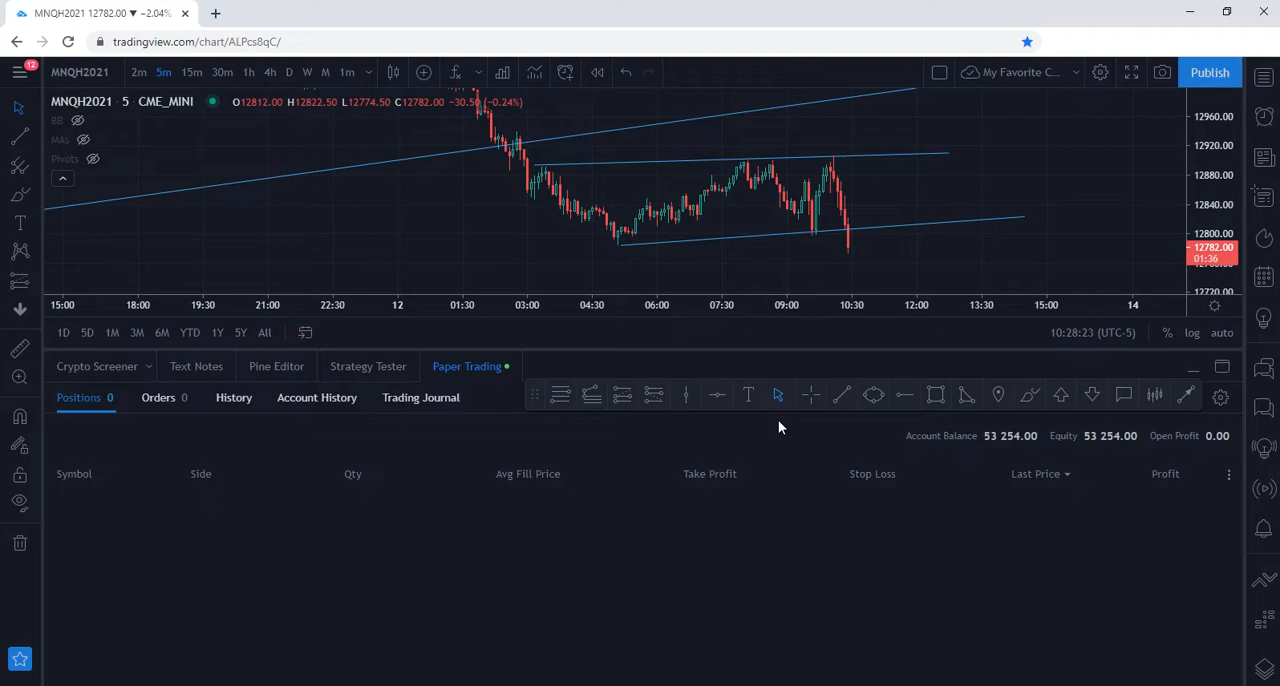 MNQH2021 12782.00 ▼ −2.04%
tradingview.com/chart/ALPcs8qC/
12
MNQH2021 2m 5m 15m 30m 1h 4h D W M 1m My Favorite C... Publish
MNQH2021 · 5 · CME_MINI O12812.00 H12822.50 L12774.50 C12782.00 −30.50 (−0.24%)
BB
MAs
Pivots
12960.00
12920.00
12880.00
12840.00
12800.00
12782.00
01:36
12720.00
15:00 18:00 19:30 21:00 22:30 12 01:30 03:00 04:30 06:00 07:30 09:00 10:30 12:00 13:30 15:00 14
1D 5D 1M 3M 6M YTD 1Y 5Y All 10:28:23 (UTC-5) % log auto
Crypto Screener Text Notes Pine Editor Strategy Tester Paper Trading
Positions 0 Orders 0 History Account History Trading Journal
Account Balance 53 254.00 Equity 53 254.00 Open Profit 0.00
Symbol Side Qty Avg Fill Price Take Profit Stop Loss Last Price Profit